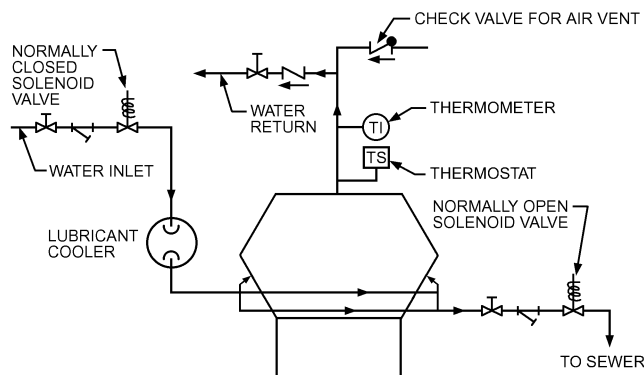 CHECK VALVE FOR AIR VENT
NORMALLY
CLOSED
SOLENOID
VALVE
WATER
RETURN
TI
THERMOMETER
TS
THERMOSTAT
WATER INLET
NORMALLY OPEN
SOLENOID VALVE
LUBRICANT
COOLER
TO SEWER